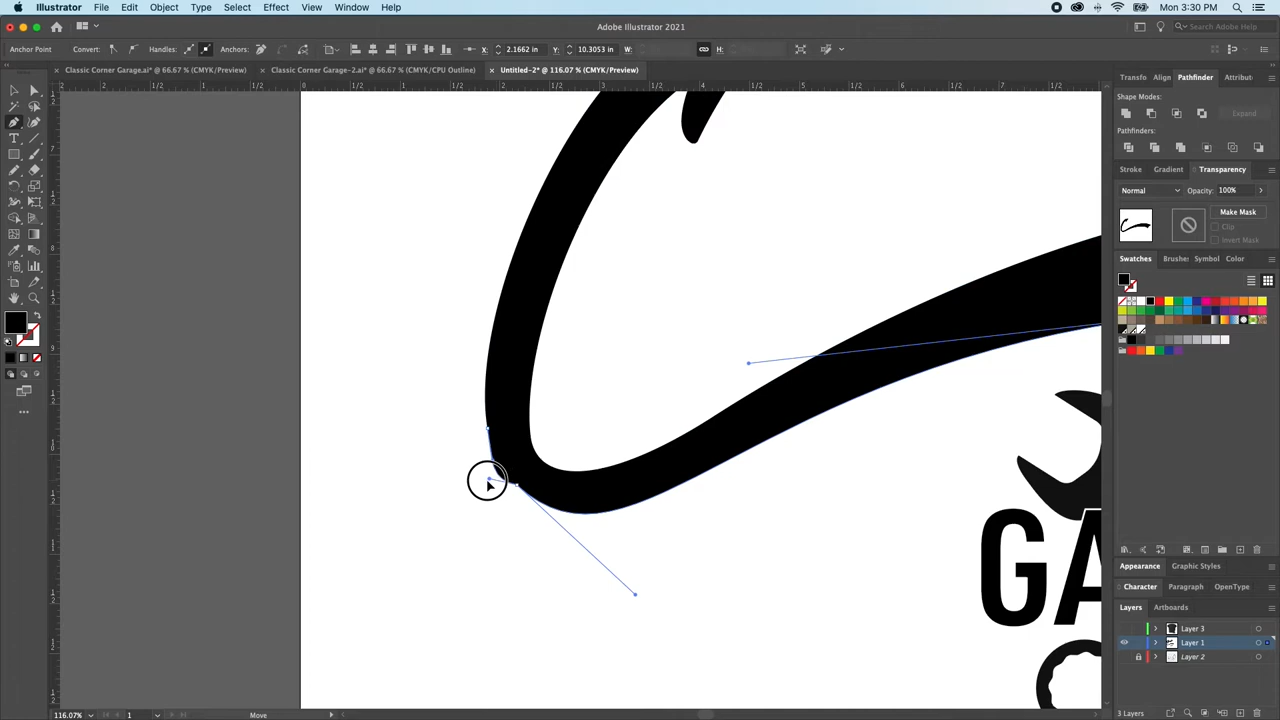 Illustrator File Edit Object Type Select Effect View Window Help Mon 3:30 PM
Adobe Illustrator 2021
Search Adobe Help
Anchor Point Convert: Handles: Anchors: X: 2.1662 in Y: 10.3053 in W: H:
Classic Corner Garage.ai* @ 66.67 % (CMYK/Preview) Classic Corner Garage-2.ai* @ 66.67 % (CMYK/CPU Outline) Untitled-2* @ 116.07 % (CMYK/Preview)
Transfo Align Pathfinder Attribut
Shape Modes:
Expand
Pathfinders:
Stroke Gradient Transparency
Normal Opacity: 100%
Make Mask
Clip
Invert Mask
Swatches Brushe Symbol Color
GA
Appearance Graphic Styles
Character Paragraph OpenType
Layers Artboards
Layer 3
Layer 1
Layer 2
116.07% 1 Move 3 Layers